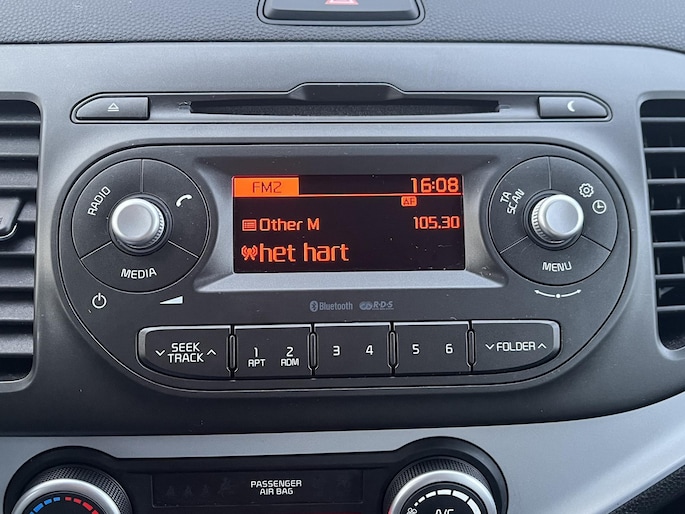 FM2 16:08
AF
Other M 105.30
het hart
RADIO
MEDIA
TA
SCAN
MENU
Bluetooth R·D·S
SEEK
TRACK
1 RPT
2 RDM
3 4
5 6
FOLDER
PASSENGER
AIR BAG
A/C